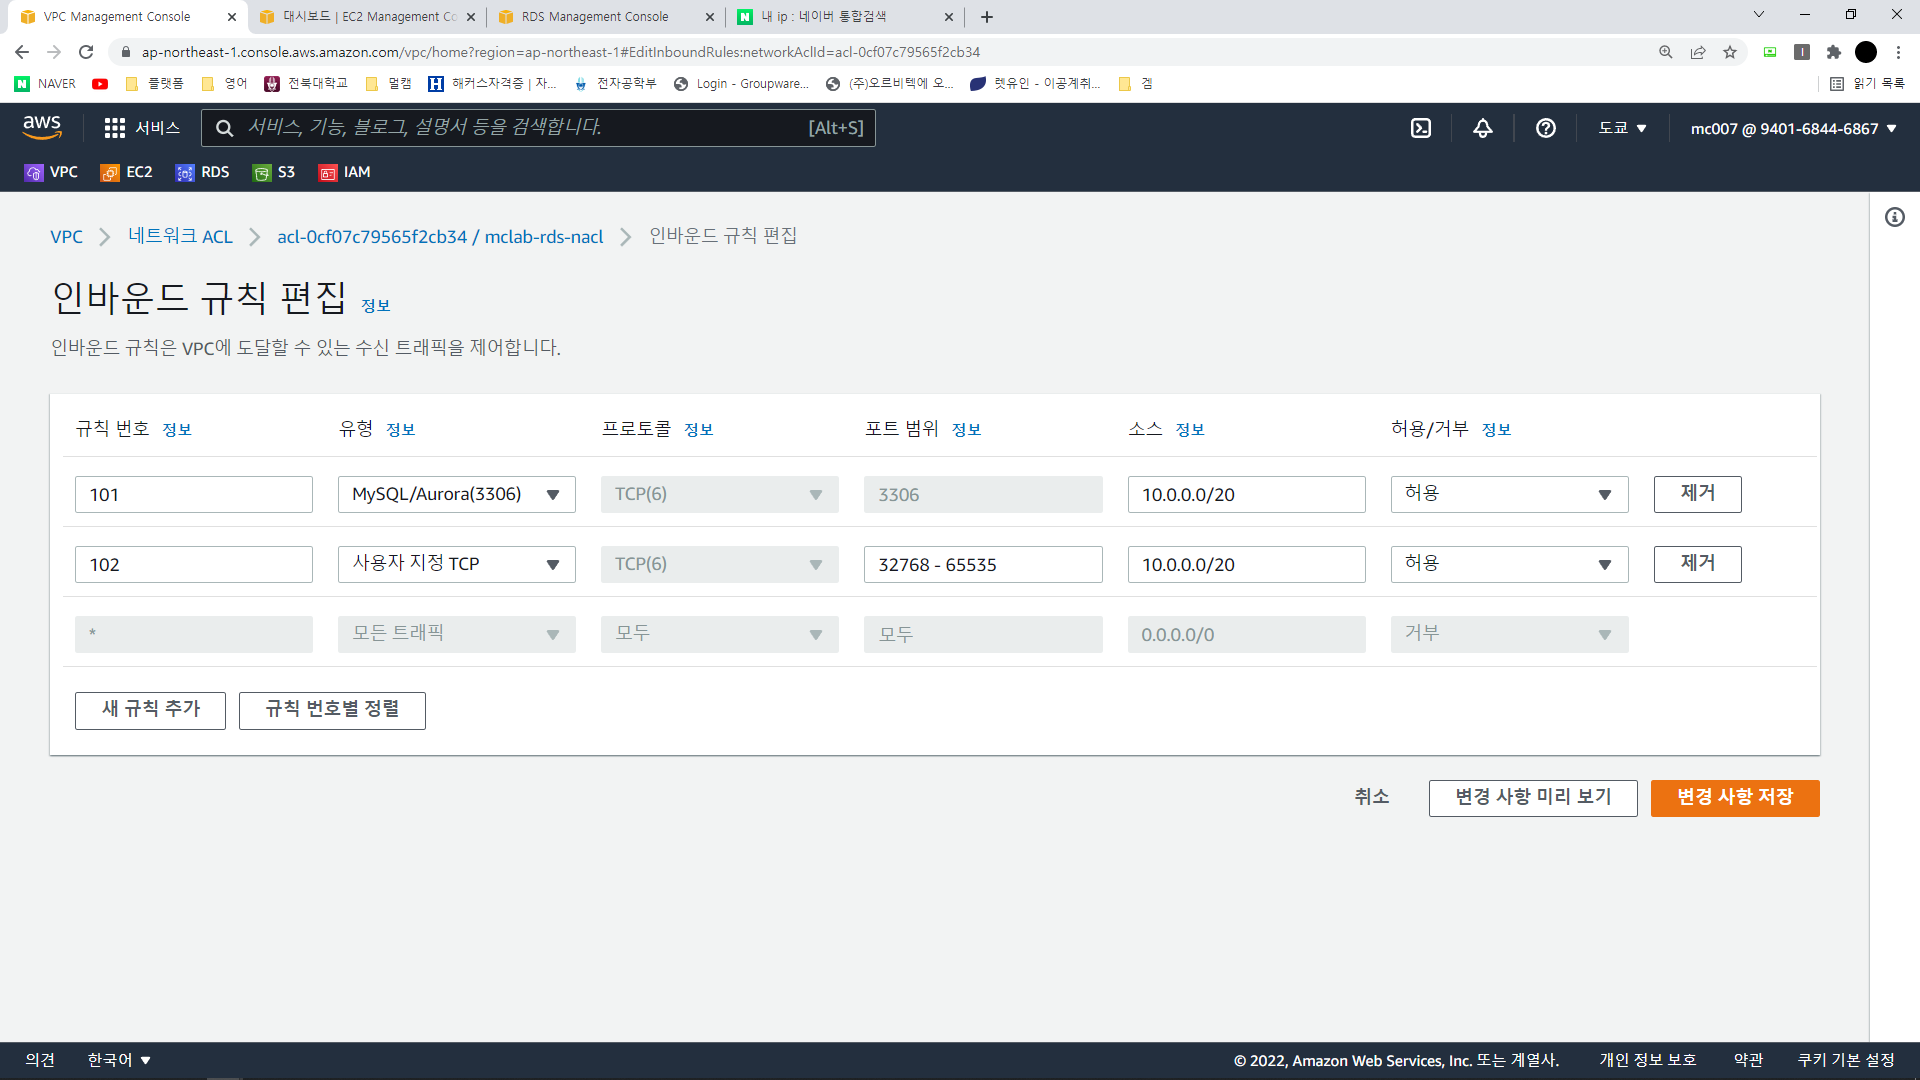 VPC Management Console
대시보드 | EC2 Management Co
RDS Management Console
내 ip : 네이버 통합검색
ap-northeast-1.console.aws.amazon.com/vpc/home?region=ap-northeast-1#EditInboundRules:networkAclId=acl-0cf07c79565f2cb34
NAVER 플랫폼 영어 전북대학교 멀캠 해커스자격증 | 자... 전자공학부 Login - Groupware... (주)오르비텍에 오... 렛유인 - 이공계취... 겜 읽기 목록
aws 서비스 서비스, 기능, 블로그, 설명서 등을 검색합니다. [Alt+S] 도쿄 mc007 @ 9401-6844-6867
VPC EC2 RDS S3 IAM
VPC 네트워크 ACL acl-0cf07c79565f2cb34 / mclab-rds-nacl 인바운드 규칙 편집
인바운드 규칙 편집 정보
인바운드 규칙은 VPC에 도달할 수 있는 수신 트래픽을 제어합니다.
규칙 번호 정보 유형 정보 프로토콜 정보 포트 범위 정보 소스 정보 허용/거부 정보
101 MySQL/Aurora(3306) TCP(6) 3306 10.0.0.0/20 허용 제거
102 사용자 지정 TCP TCP(6) 32768 - 65535 10.0.0.0/20 허용 제거
* 모든 트래픽 모두 모두 0.0.0.0/0 거부
새 규칙 추가 규칙 번호별 정렬
취소 변경 사항 미리 보기 변경 사항 저장
의견 한국어 © 2022, Amazon Web Services, Inc. 또는 계열사. 개인 정보 보호 약관 쿠키 기본 설정